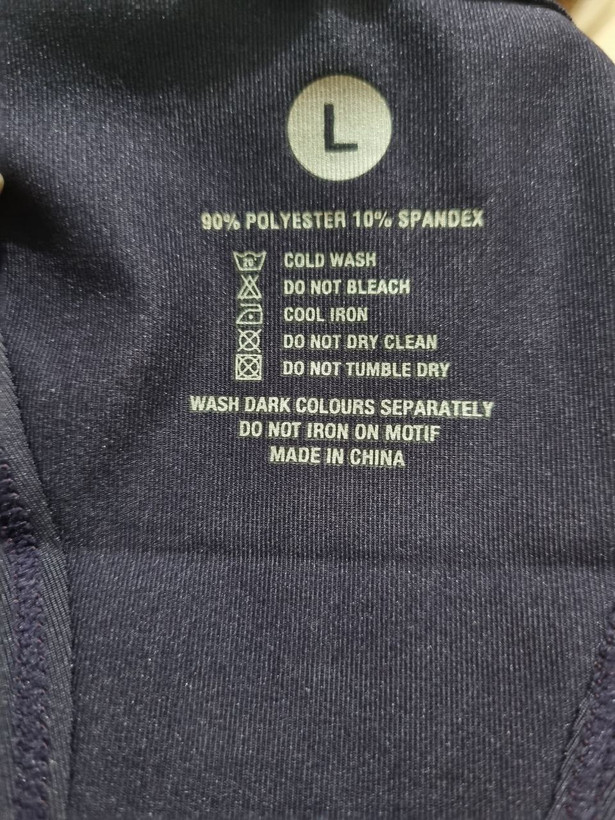 L
90% POLYESTER 10% SPANDEX
COLD WASH
DO NOT BLEACH
COOL IRON
DO NOT DRY CLEAN
DO NOT TUMBLE DRY
WASH DARK COLOURS SEPARATELY
DO NOT IRON ON MOTIF
MADE IN CHINA